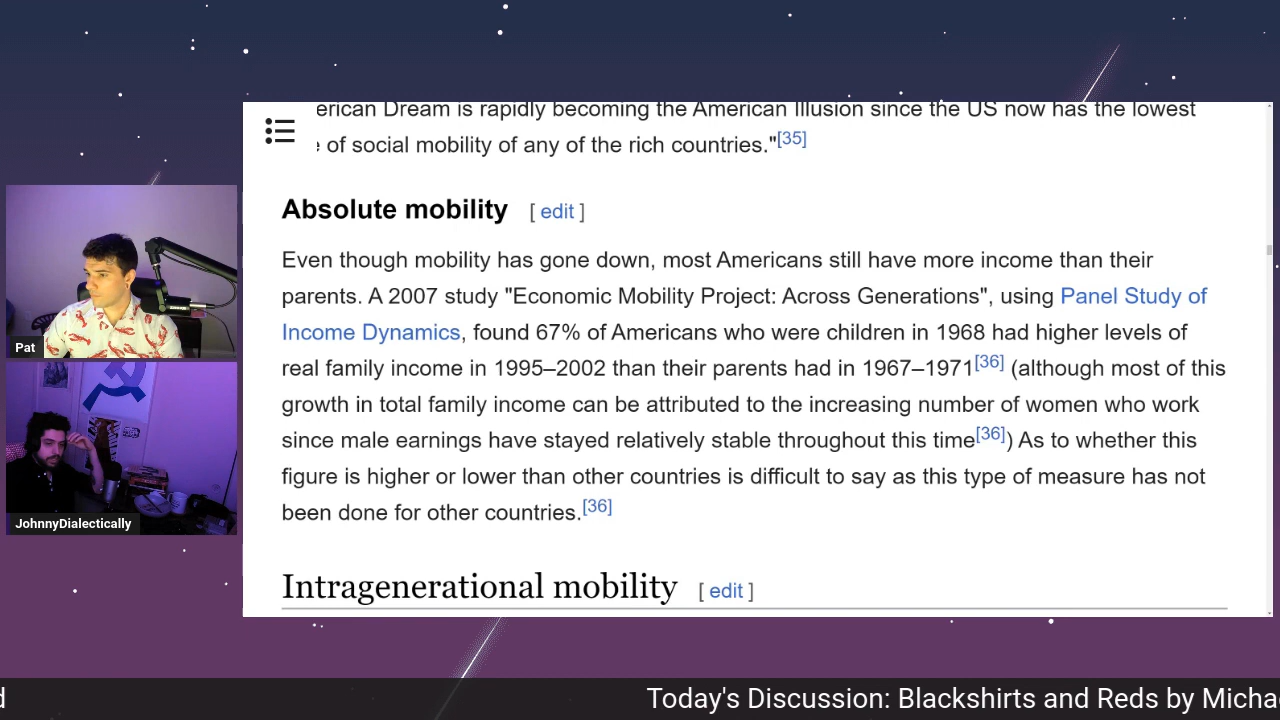 erican Dream is rapidly becoming the American Illusion since the US now has the lowest
of social mobility of any of the rich countries."[35]
Absolute mobility [ edit ]
Even though mobility has gone down, most Americans still have more income than their
parents. A 2007 study "Economic Mobility Project: Across Generations", using Panel Study of
Income Dynamics, found 67% of Americans who were children in 1968 had higher levels of
real family income in 1995–2002 than their parents had in 1967–1971[36] (although most of this
growth in total family income can be attributed to the increasing number of women who work
since male earnings have stayed relatively stable throughout this time[36]) As to whether this
figure is higher or lower than other countries is difficult to say as this type of measure has not
been done for other countries.[36]
Intragenerational mobility [ edit ]
Pat
JohnnyDialectically
d
Today's Discussion: Blackshirts and Reds by Micha